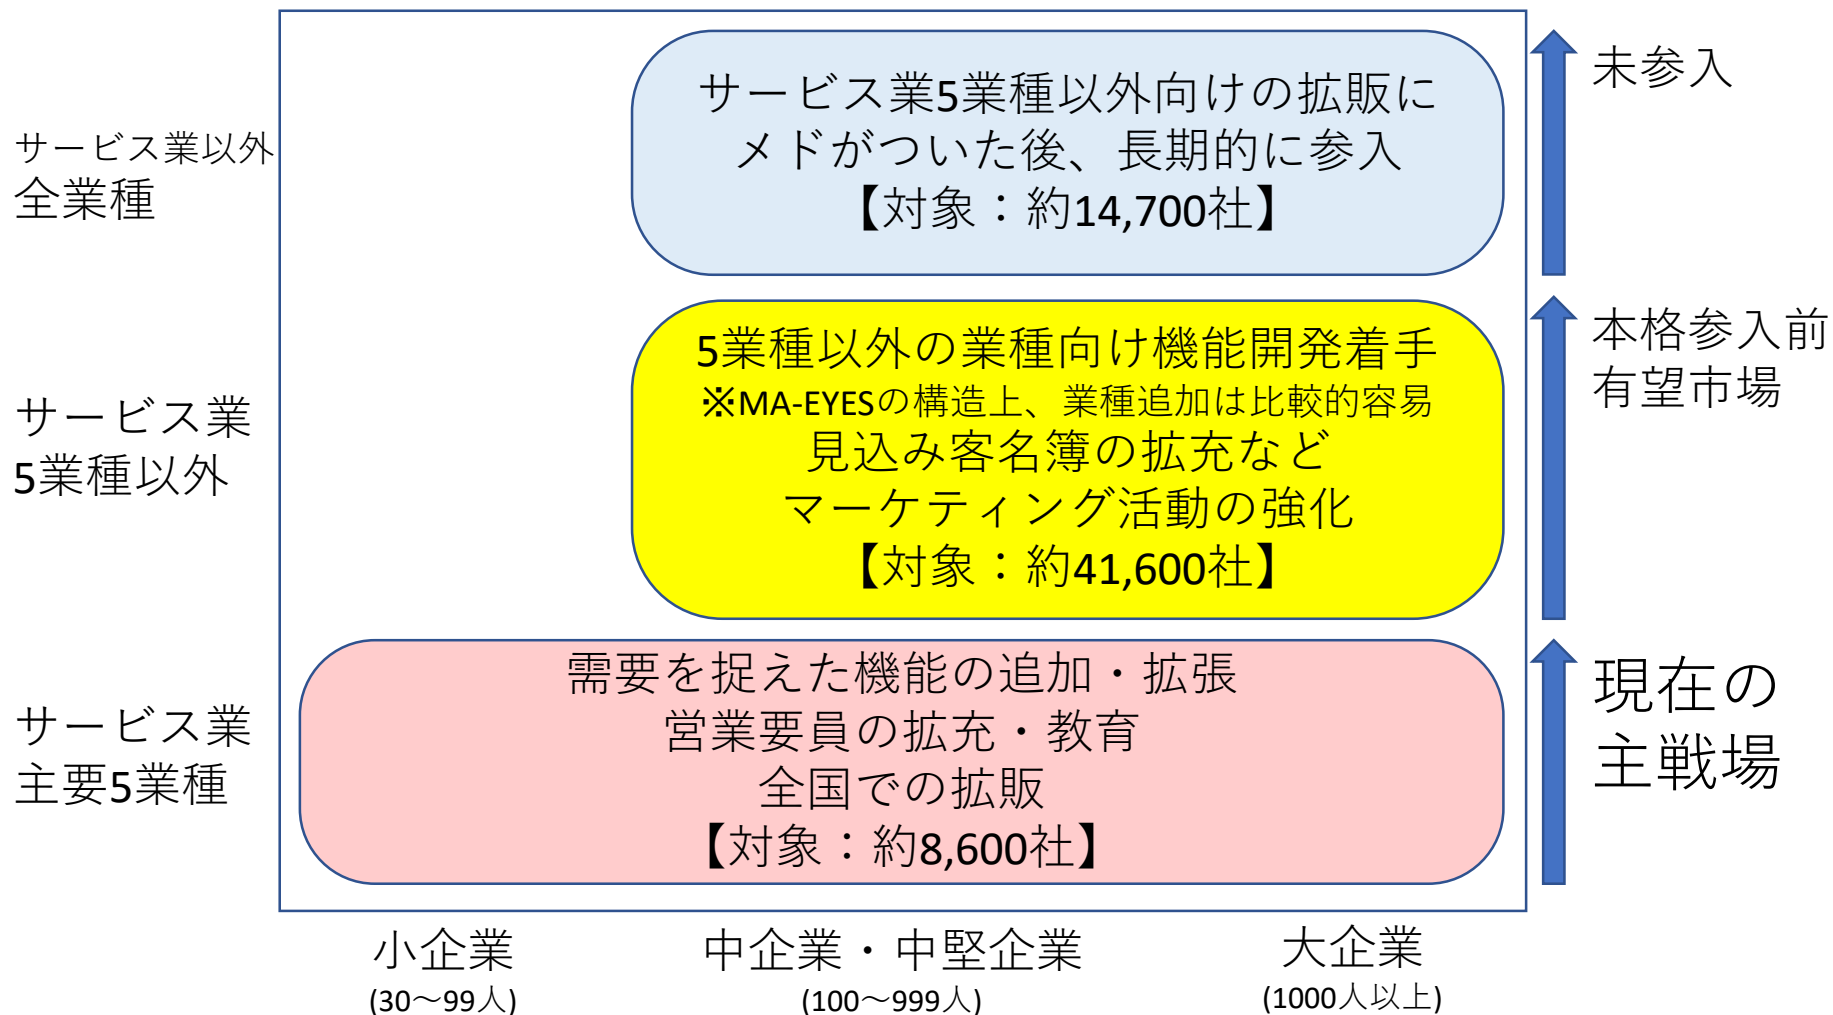 サービス業以外
全業種
サービス業5業種以外向けの拡販に
メドがついた後、長期的に参入
【対象：約14,700社】
未参入
サービス業
5業種以外
5業種以外の業種向け機能開発着手
※MA-EYESの構造上、業種追加は比較的容易
見込み客名簿の拡充など
マーケティング活動の強化
【対象：約41,600社】
本格参入前
有望市場
サービス業
主要5業種
需要を捉えた機能の追加・拡張
営業要員の拡充・教育
全国での拡販
【対象：約8,600社】
現在の
主戦場
小企業
(30～99人)
中企業・中堅企業
(100～999人)
大企業
(1000人以上)